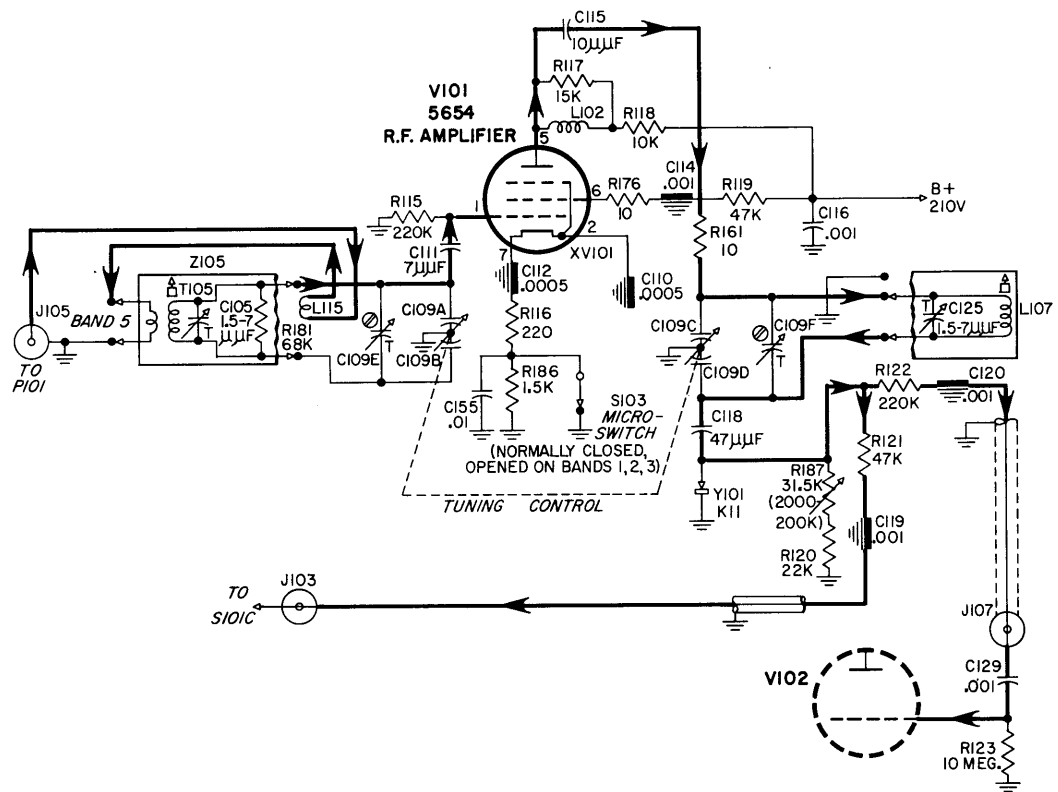 C115
10μμF
R117
15K
L102
R118
10K
V101
5654
R.F. AMPLIFIER
5
C114
.001
R119
47K
B+
210V
R176
10
6
R115
220K
1
2
C116
.001
R161
10
C111
7μμF
7
XV101
Z105
C112
.0005
C110
.0005
J105
T105
C105
1.5-7
μμF
T
L115
BAND 5
R181
68K
C109A
C109B
C109E
T
R116
220
C109C
C109D
C109F
T
T
C125
1.5-7μμF
L107
TO
P101
R186
1.5K
C155
.01
S103
MICRO-
SWITCH
(NORMALLY CLOSED,
OPENED ON BANDS 1,2,3)
R122
220K
C120
.001
C118
47μμF
R121
47K
R187
31.5K
(2000-
200K)
Y101
K11
TUNING CONTROL
C119
.001
R120
22K
TO
S101C
J103
J107
V102
C129
.001
R123
10 MEG.